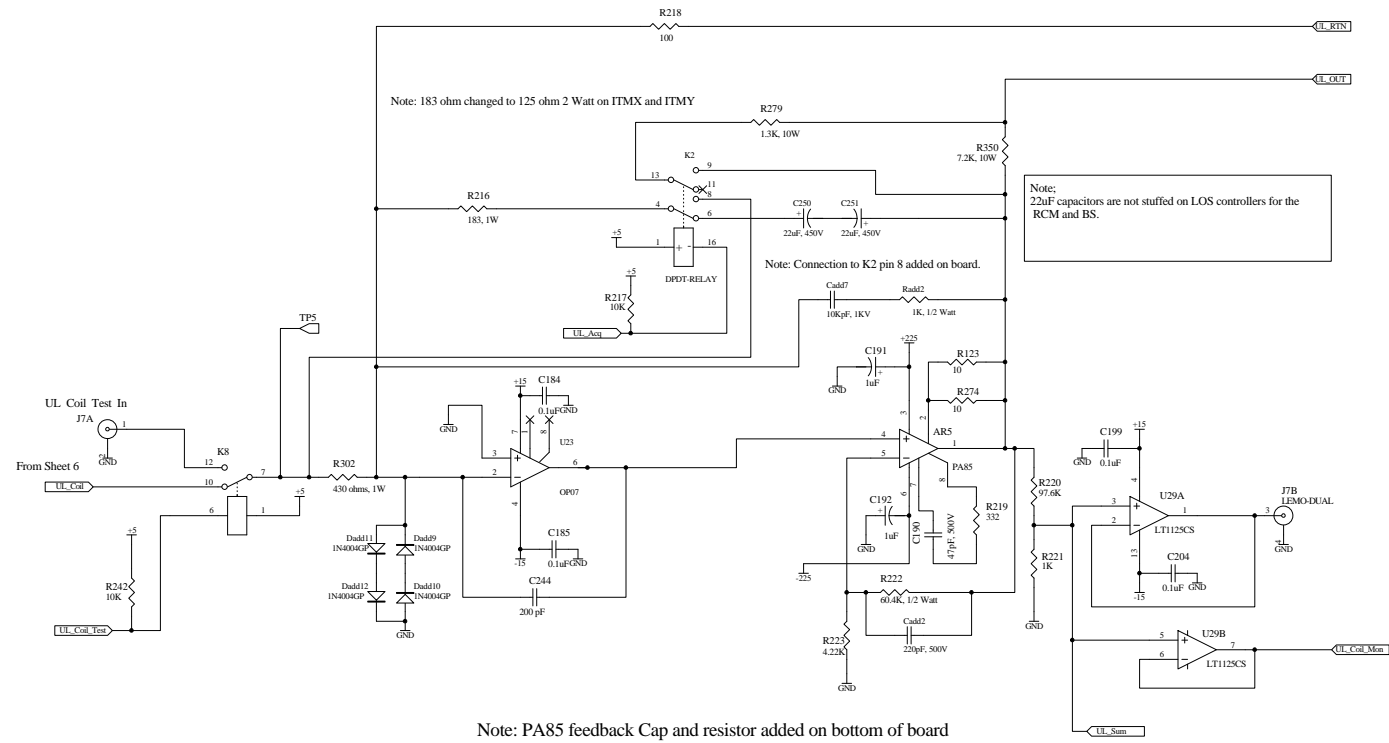 R218
100
UL_RTN
UL_OUT
Note: 183 ohm changed to 125 ohm 2 Watt on ITMX and ITMY
R279
1.3K, 10W
R350
7.2K, 10W
K2
9
13
11
8
Note;
22uF capacitors are not stuffed on LOS controllers for the
RCM and BS.
R216
183, 1W
4
6
C250
+
22uF, 450V
C251
+
22uF, 450V
+5
1
+ -
16
DPDT-RELAY
Note: Connection to K2 pin 8 added on board.
+5
R217
10K
UL_Acq
Cadd7
10KpF, 1KV
Radd2
1K, 1/2 Watt
TP5
+225
C191
+
1uF
GND
R123
10
R274
10
3
2
UL Coil Test In
J7A
1
2
GND
+15
C184
0.1uF
GND
7
1
8
U23
GND
3
+
2
-
6
OP07
4
-15
C185
0.1uF
GND
AR5
4
+
5
-
1
PA85
6
7
8
C192
+
1uF
GND
-225
C190
47pF, 500V
R219
332
K8
12
From Sheet 6
UL_Coil
10
7
R302
430 ohms, 1W
6
1
+5
+5
R242
10K
UL_Coil_Test
Dadd11
1N4004GP
Dadd9
1N4004GP
Dadd12
1N4004GP
Dadd10
1N4004GP
GND
C244
200 pF
R222
60.4K, 1/2 Watt
Cadd2
220pF, 500V
R223
4.22K
GND
R220
97.6K
R221
1K
GND
C199
0.1uF
GND
+15
4
3
+
2
-
U29A
1
LT1125CS
13
C204
0.1uF
GND
-15
J7B
LEMO-DUAL
3
4
GND
5
+
6
-
U29B
7
LT1125CS
UL_Coil_Mon
UL_Sum
Note: PA85 feedback Cap and resistor added on bottom of board